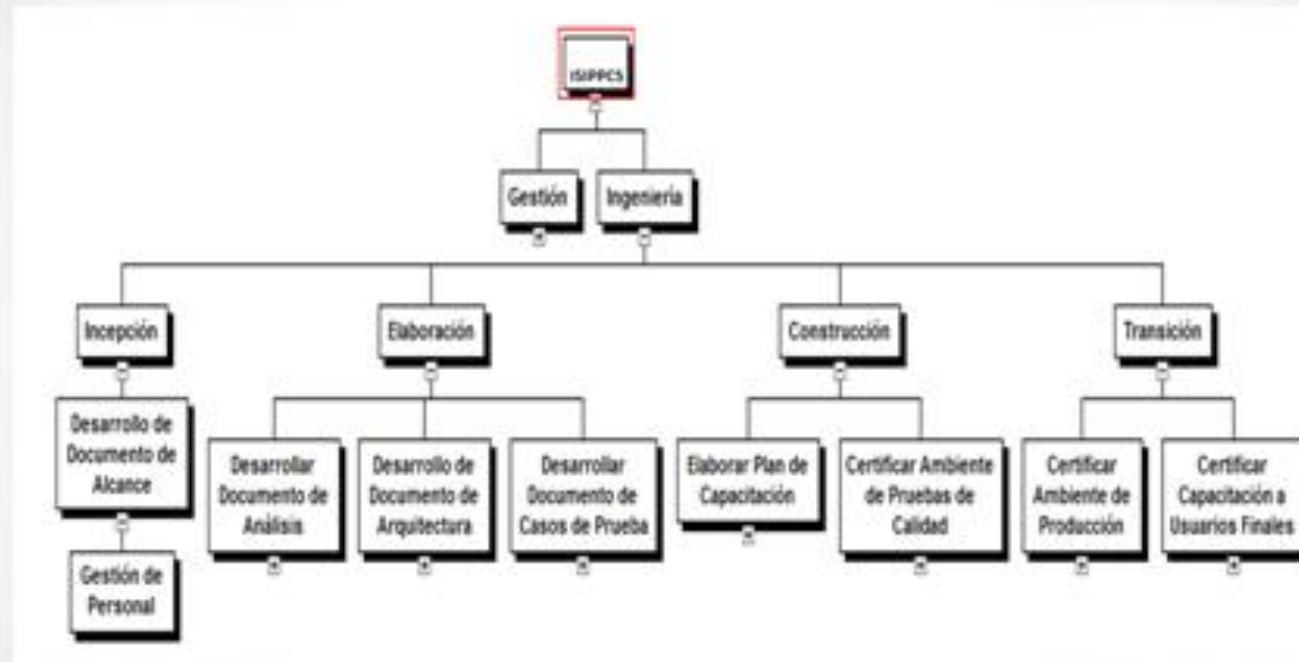 ISIPPCS
Gestión
Ingeniería
Incepción
Elaboración
Construcción
Transición
Desarrollo de
Documento de
Alcance
Desarrollar
Documento de
Análisis
Desarrollo de
Documento de
Arquitectura
Desarrollar
Documento de
Casos de Prueba
Elaborar Plan de
Capacitación
Certificar Ambiente
de Pruebas de
Calidad
Certificar
Ambiente de
Producción
Certificar
Capacitación a
Usuarios Finales
Gestión de
Personal